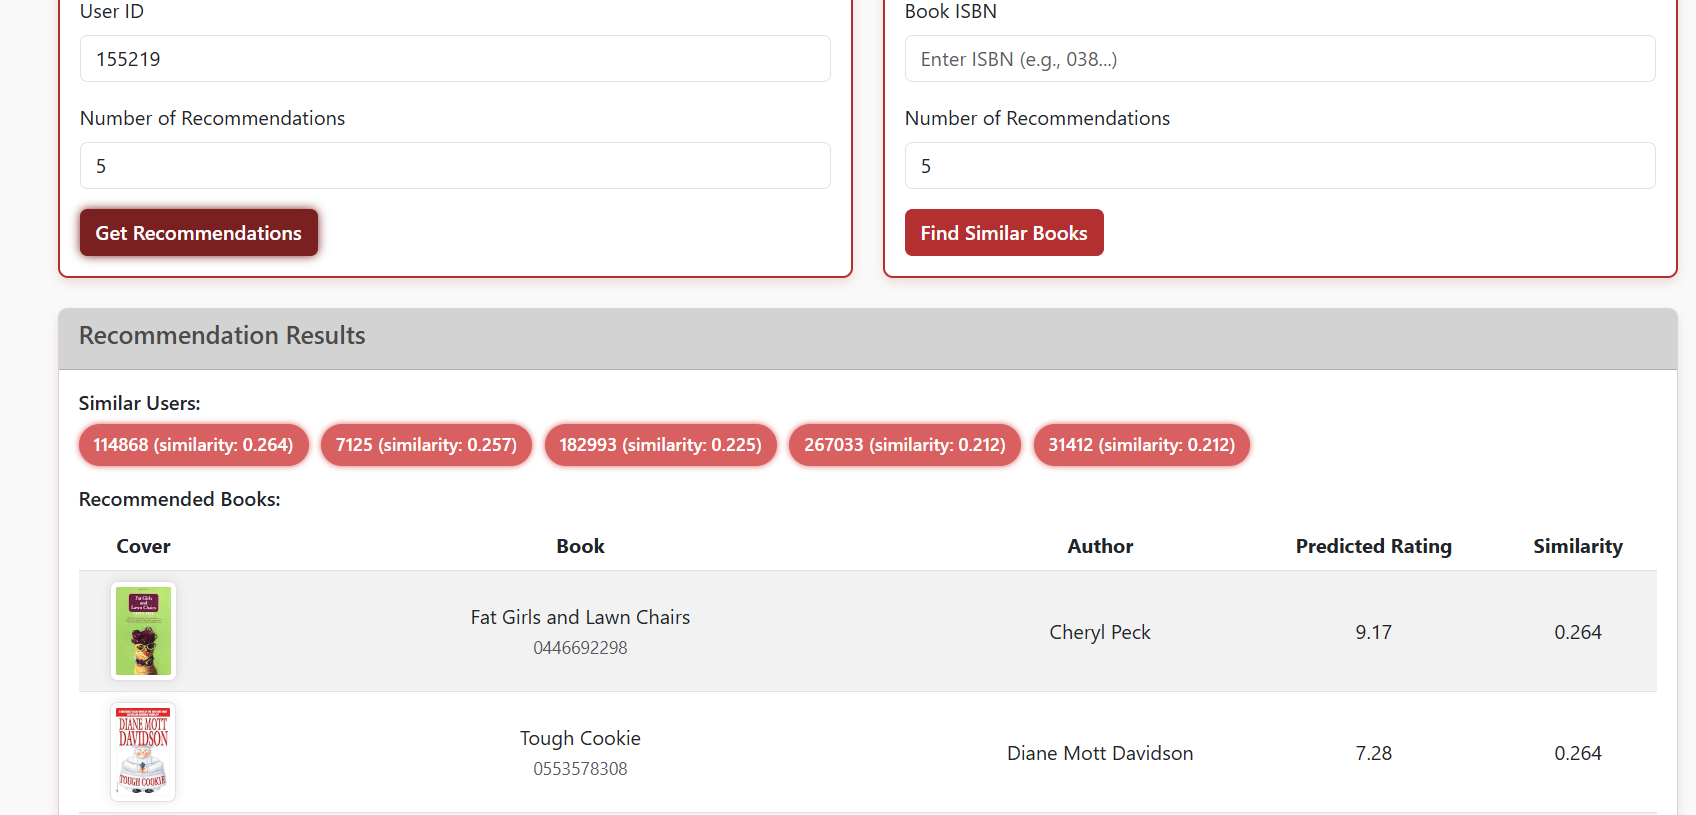 User ID
155219
Number of Recommendations
5
Get Recommendations
Book ISBN
Enter ISBN (e.g., 038...)
Number of Recommendations
5
Find Similar Books
Recommendation Results
Similar Users:
114868 (similarity: 0.264) 7125 (similarity: 0.257) 182993 (similarity: 0.225) 267033 (similarity: 0.212) 31412 (similarity: 0.212)
Recommended Books:
Cover Book Author Predicted Rating Similarity
Fat Girls
and
Lawn Chairs
Fat Girls and Lawn Chairs
0446692298
Cheryl Peck 9.17 0.264
DIANE MOTT
DAVIDSON
TOUGH COOKIE
Tough Cookie
0553578308
Diane Mott Davidson 7.28 0.264